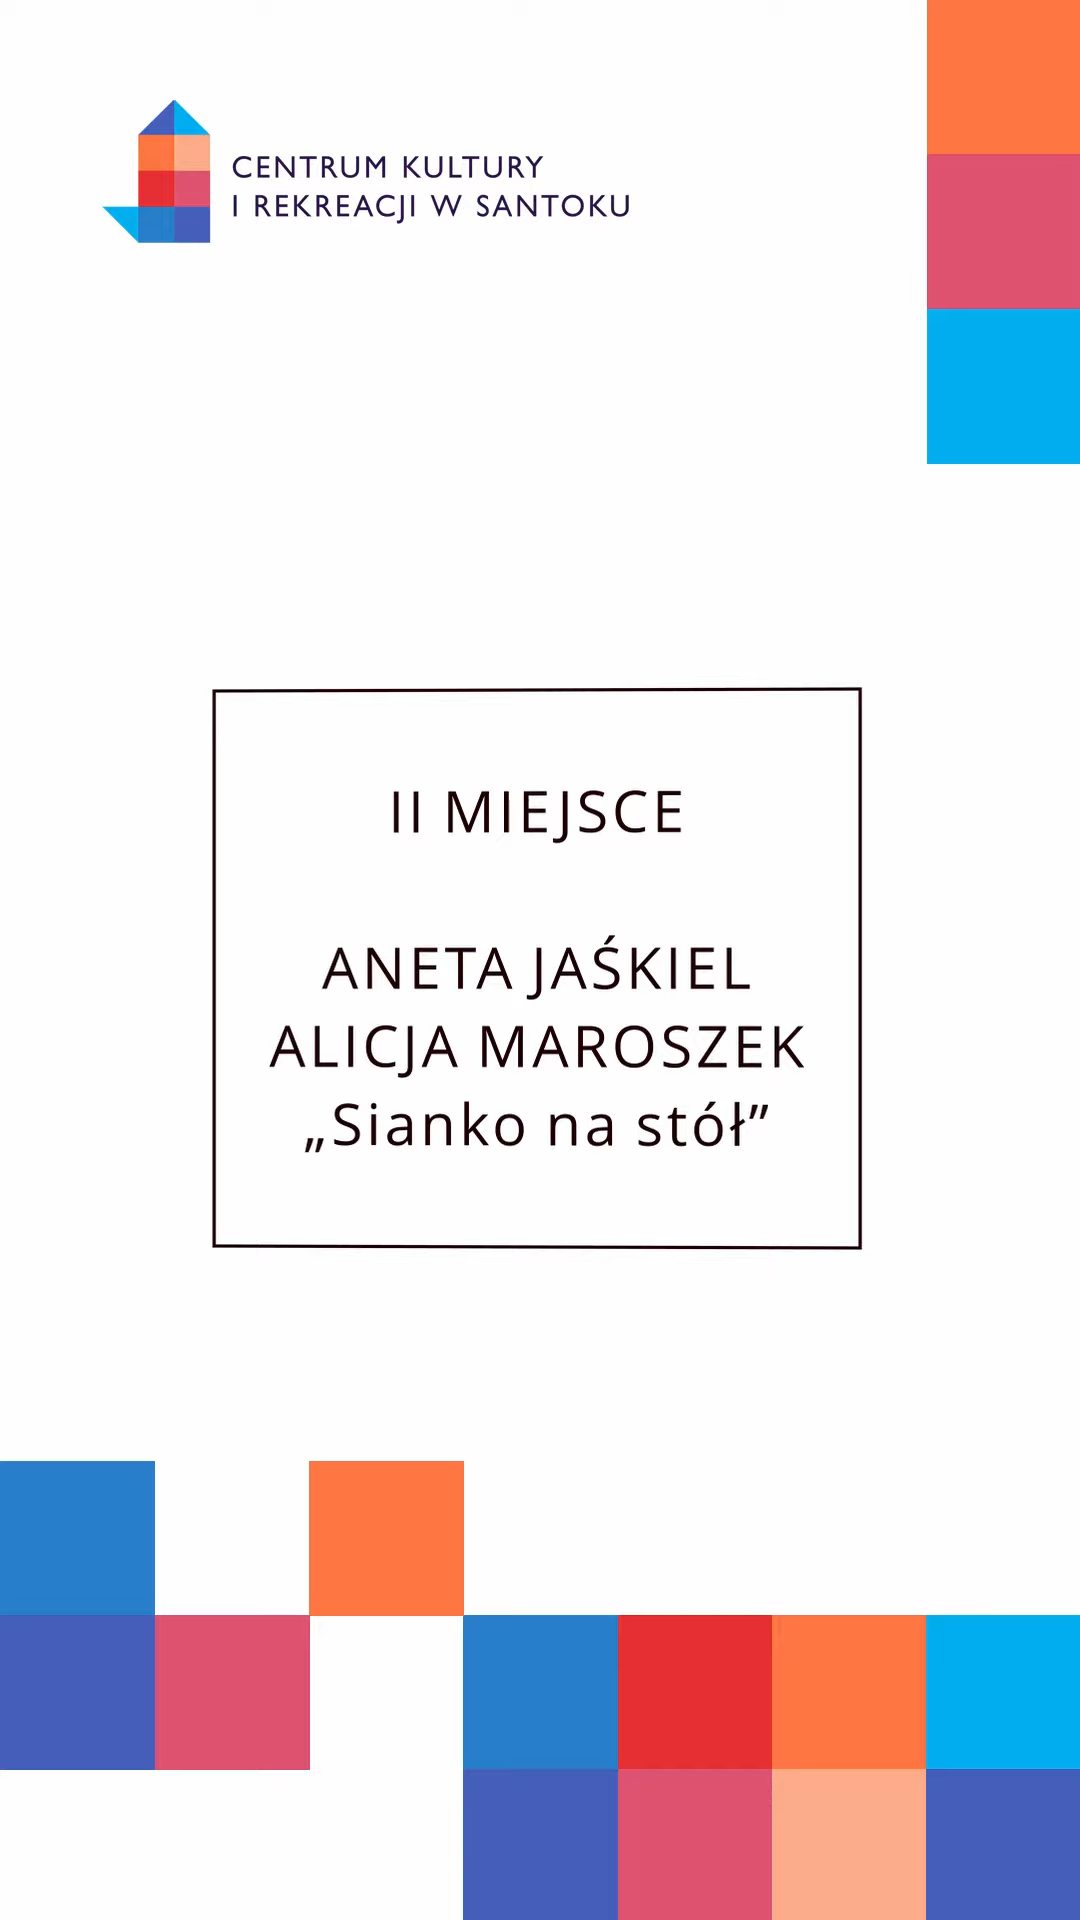 CENTRUM KULTURY
I REKREACJI W SANTOKU
II MIEJSCE
ANETA JAŚKIEL
ALICJA MAROSZEK
„Sianko na stół”